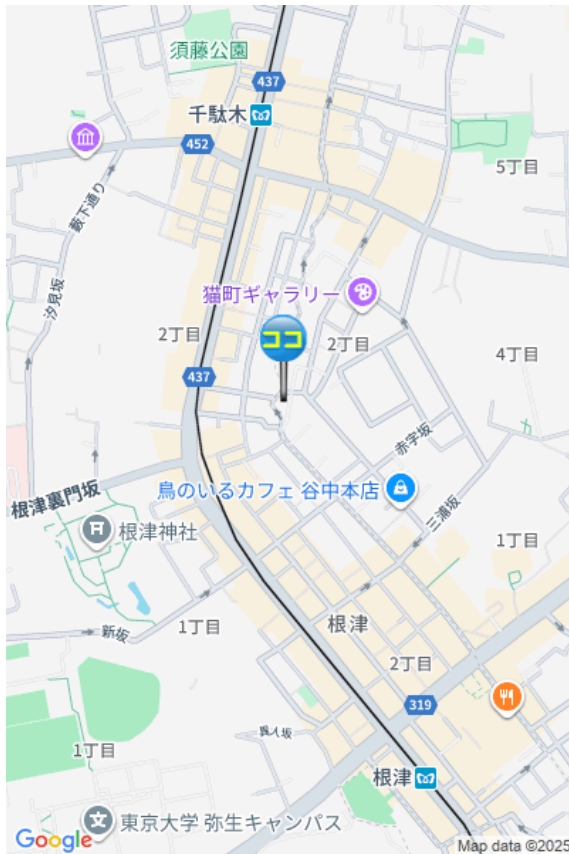 須藤公園
437
千駄木
452
5丁目
藪下通り
汐見坂
猫町ギャラリー
ココ
2丁目
2丁目
4丁目
437
赤字坂
鳥のいるカフェ 谷中本店
根津裏門坂
三浦坂
根津神社
1丁目
新坂
1丁目
根津
2丁目
319
異人坂
1丁目
根津
東京大学 弥生キャンパス
Google
Map data ©2025